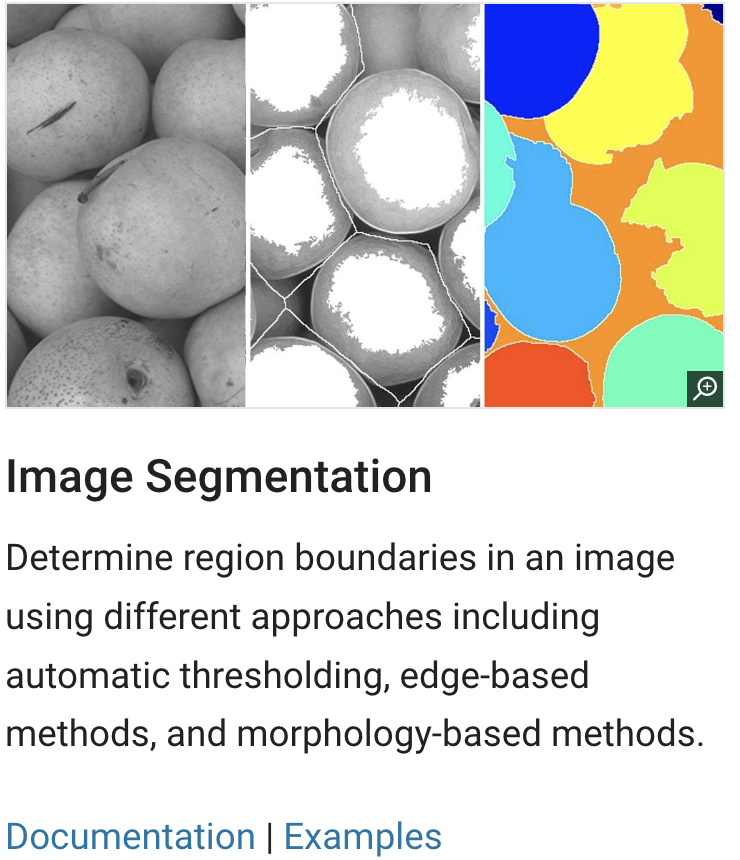 Image Segmentation
Determine region boundaries in an image
using different approaches including
automatic thresholding, edge-based
methods, and morphology-based methods.
Documentation | Examples